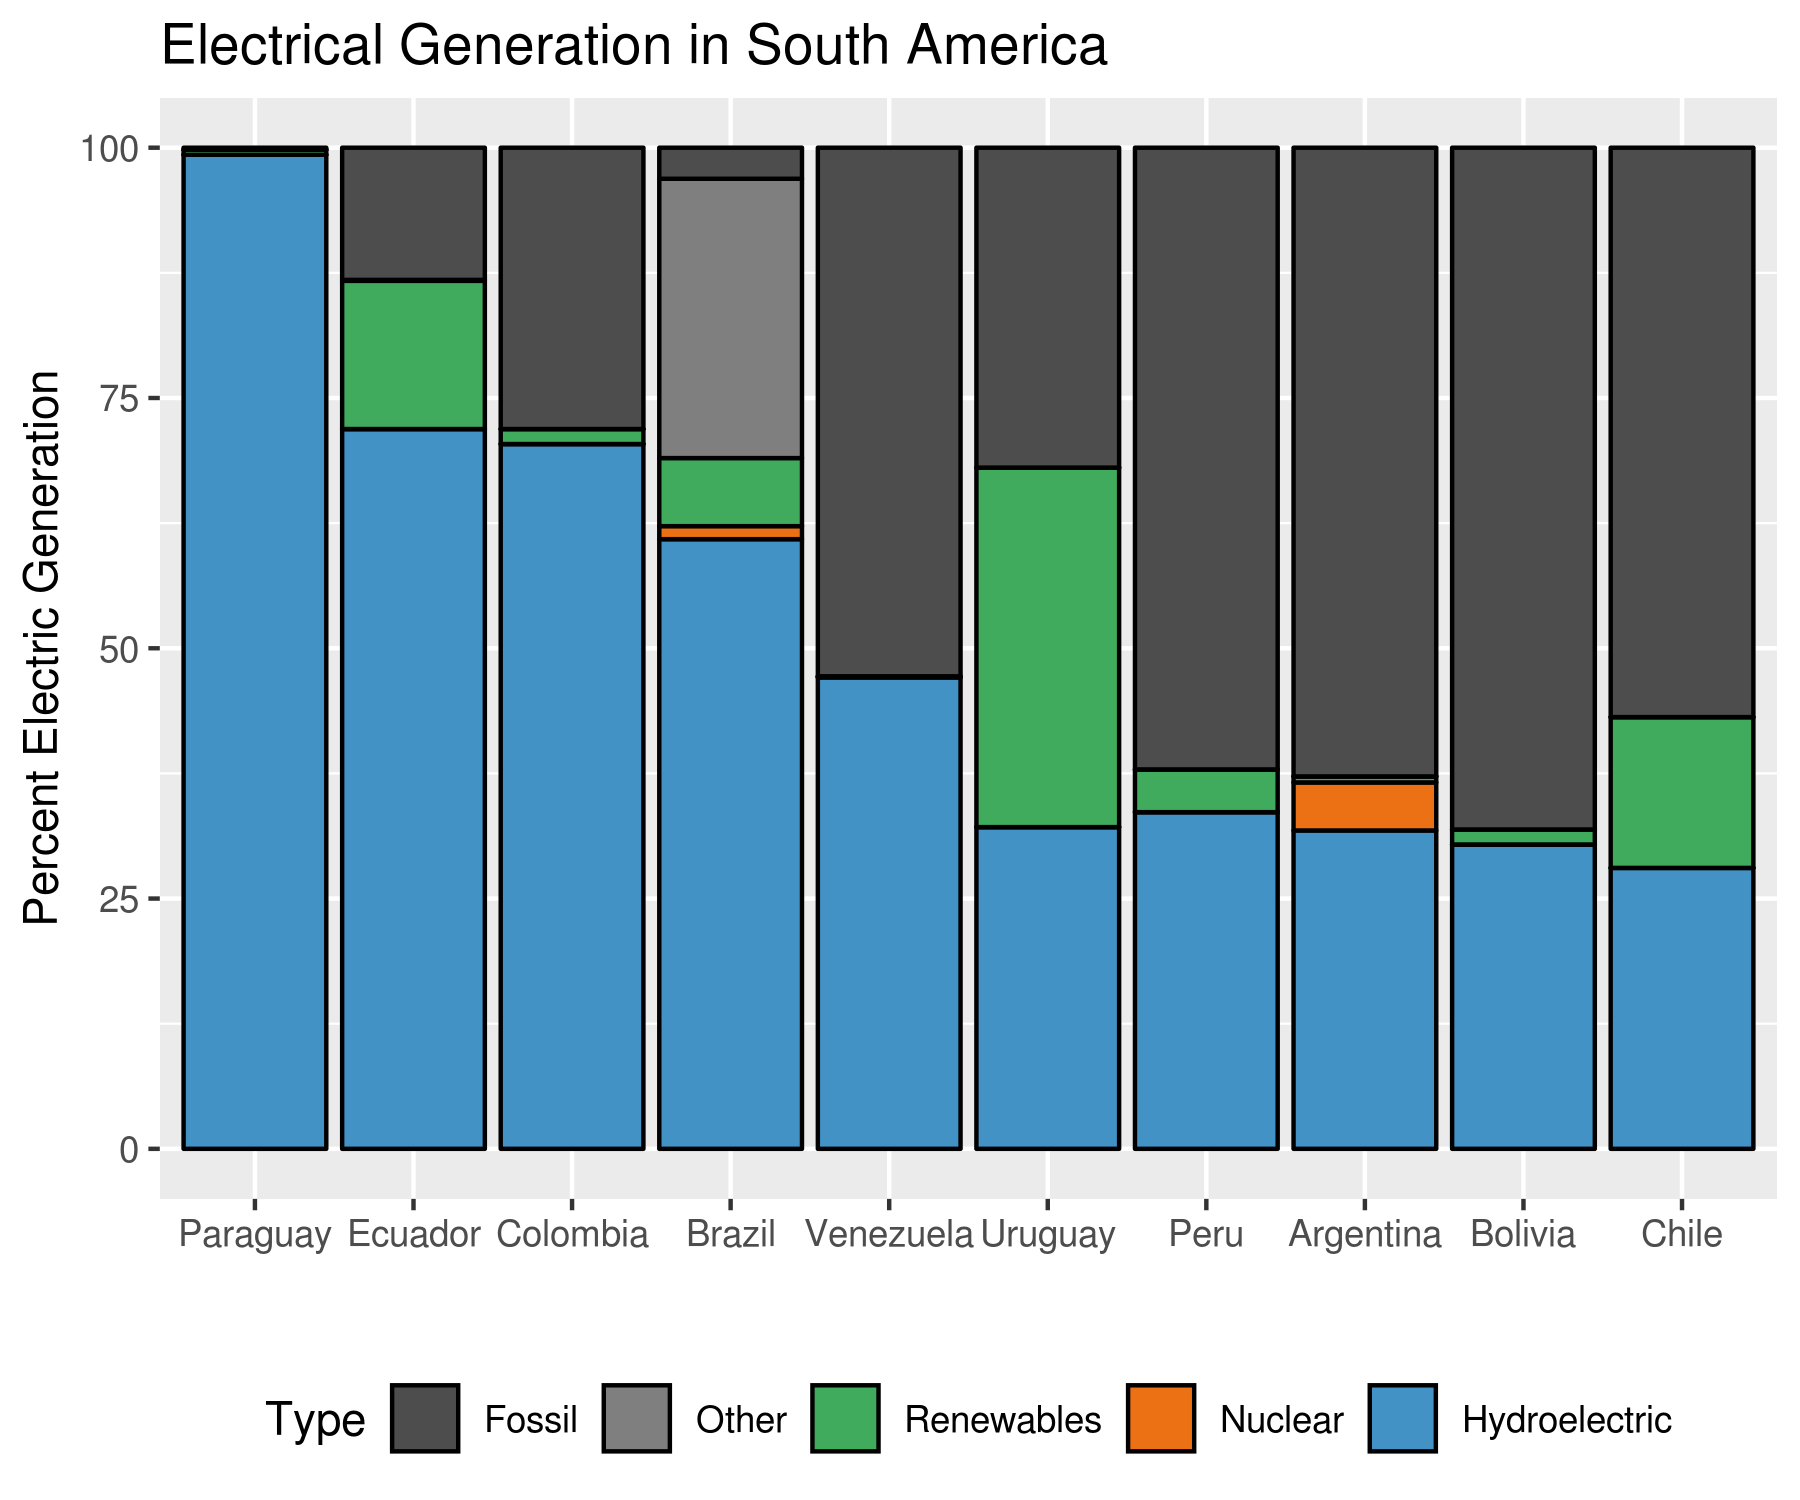 Electrical Generation in South America
Percent Electric Generation
100
75
50
25
0
Paraguay Ecuador Colombia Brazil Venezuela Uruguay Peru Argentina Bolivia Chile
Type Fossil Other Renewables Nuclear Hydroelectric